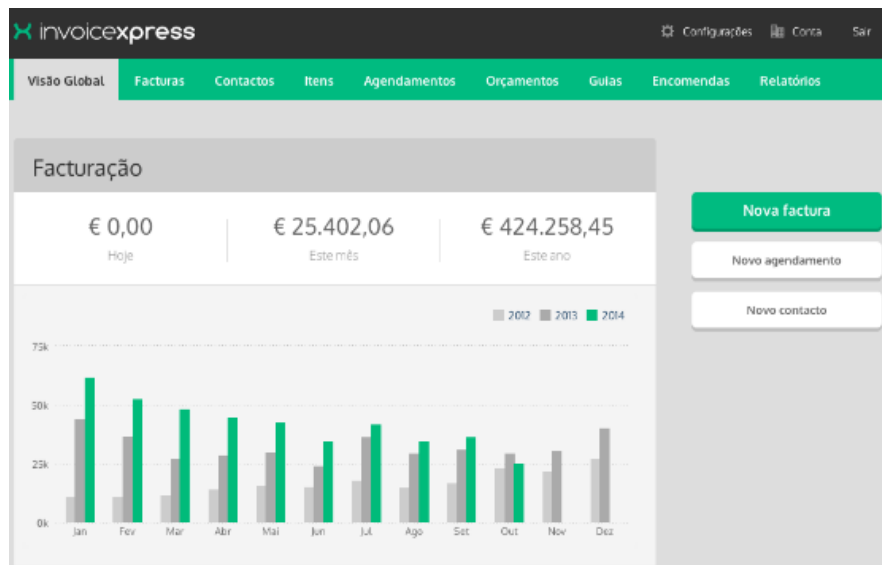 invoicexpress
Configurações Conta Sair
Visão Global Facturas Contactos Itens Agendamentos Orçamentos Guias Encomendas Relatórios
Facturação
€ 0,00 € 25.402,06 € 424.258,45
Hoje Este mês Este ano
Nova factura
Novo agendamento
Novo contacto
2012 2013 2014
75k
50k
25k
0k
Jan Fev Mar Abr Mai Jun Jul Ago Set Out Nov Dez